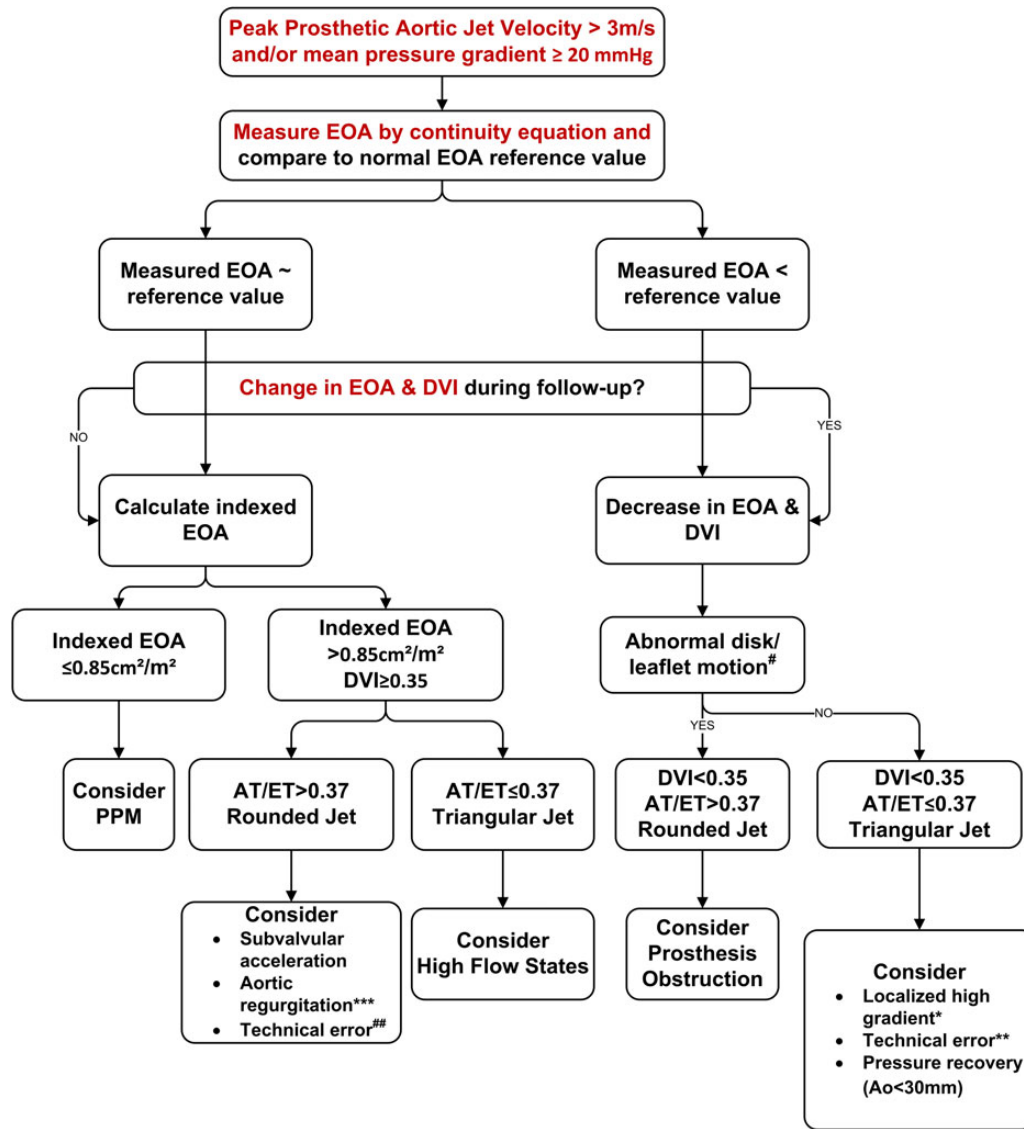 Peak Prosthetic Aortic Jet Velocity > 3m/s
and/or mean pressure gradient ≥ 20 mmHg
Measure EOA by continuity equation and
compare to normal EOA reference value
Measured EOA ~
reference value
Measured EOA <
reference value
Change in EOA & DVI during follow-up?
NO
YES
Calculate indexed
EOA
Decrease in EOA &
DVI
Indexed EOA
≤0.85cm²/m²
Indexed EOA
>0.85cm²/m²
DVI≥0.35
Abnormal disk/
leaflet motion#
YES
NO
Consider
PPM
AT/ET>0.37
Rounded Jet
AT/ET≤0.37
Triangular Jet
DVI<0.35
AT/ET>0.37
Rounded Jet
DVI<0.35
AT/ET≤0.37
Triangular Jet
Consider
• Subvalvular
acceleration
• Aortic
regurgitation***
• Technical error##
Consider
High Flow States
Consider
Prosthesis
Obstruction
Consider
• Localized high
gradient*
• Technical error**
• Pressure recovery
(Ao<30mm)